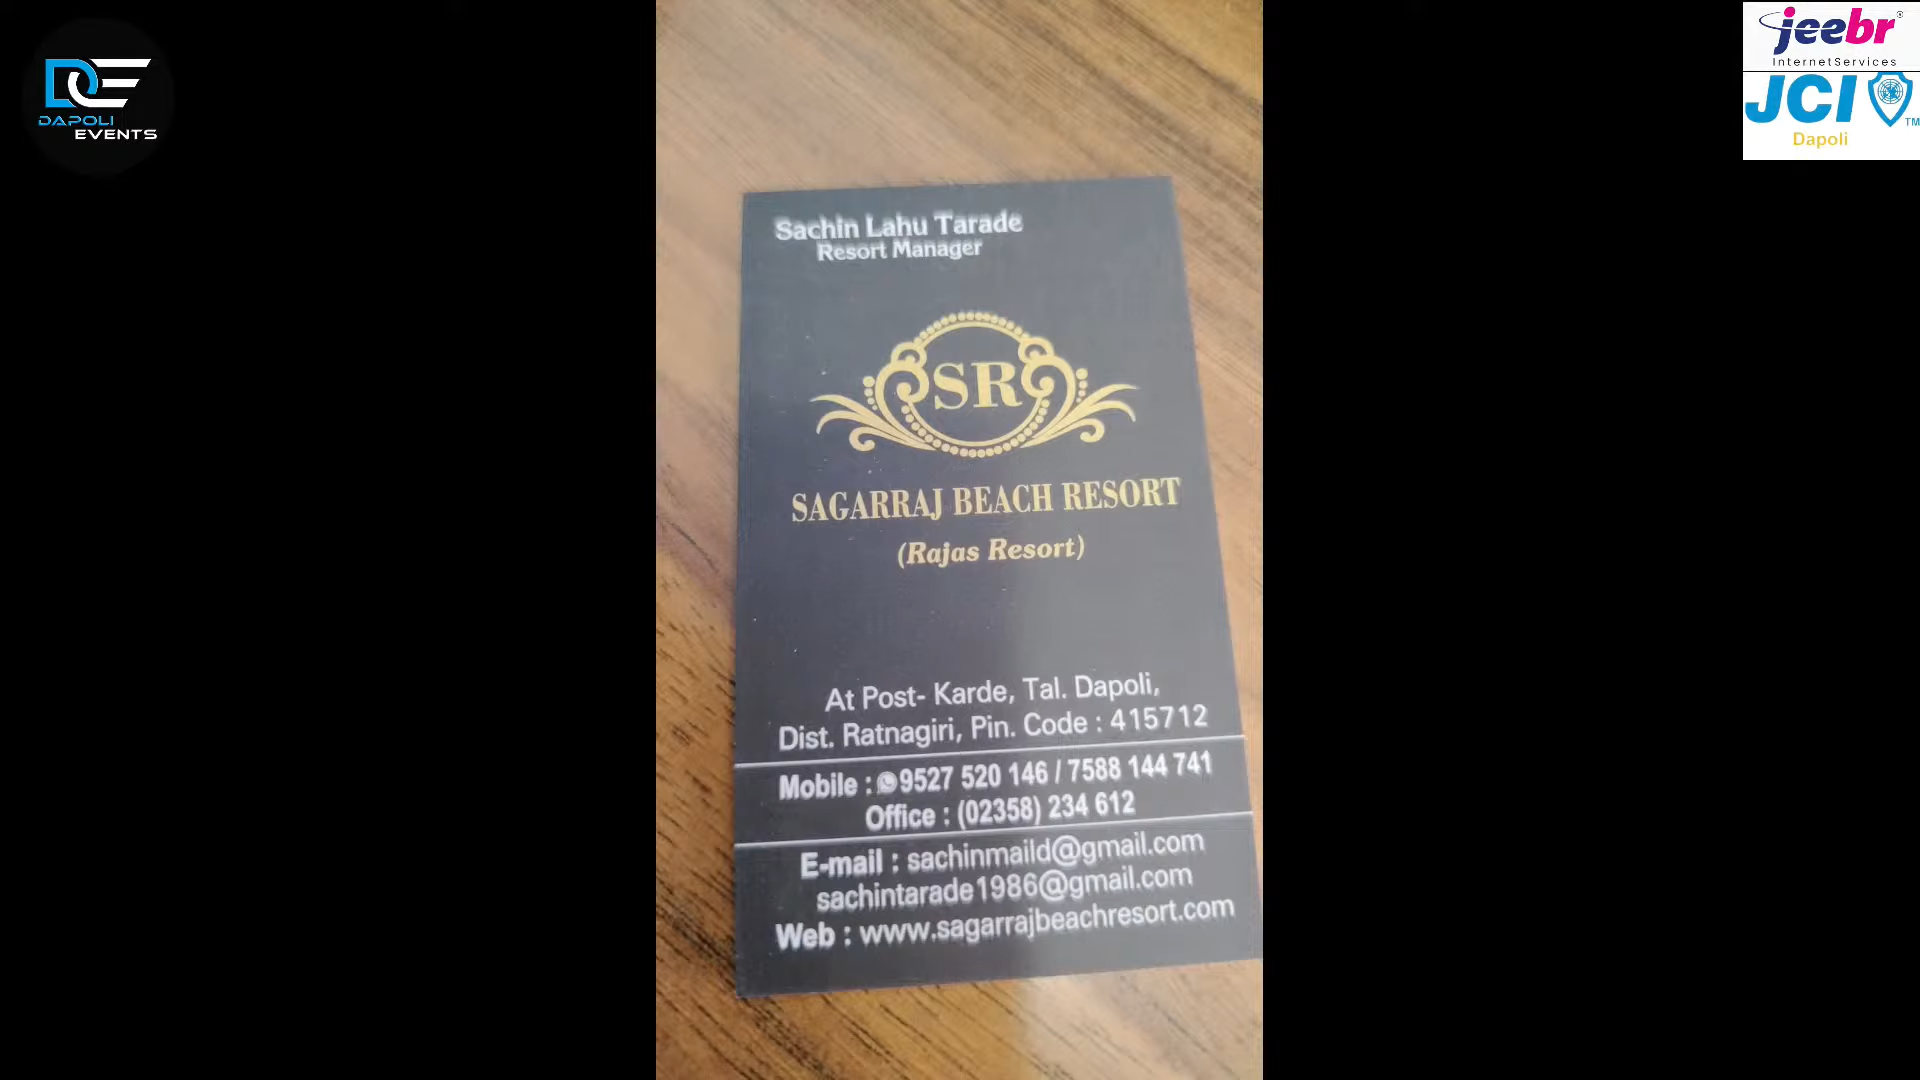 DE
DAPOLI
EVENTS
jeebr®
InternetServices
JCI
TM
Dapoli
Sachin Lahu Tarade
Resort Manager
SR
SAGARRAJ BEACH RESORT
(Rajas Resort)
At Post- Karde, Tal. Dapoli,
Dist. Ratnagiri, Pin. Code : 415712
Mobile : 9527 520 146 / 7588 144 741
Office : (02358) 234 612
E-mail : sachinmaild@gmail.com
sachintarade1986@gmail.com
Web : www.sagarrajbeachresort.com